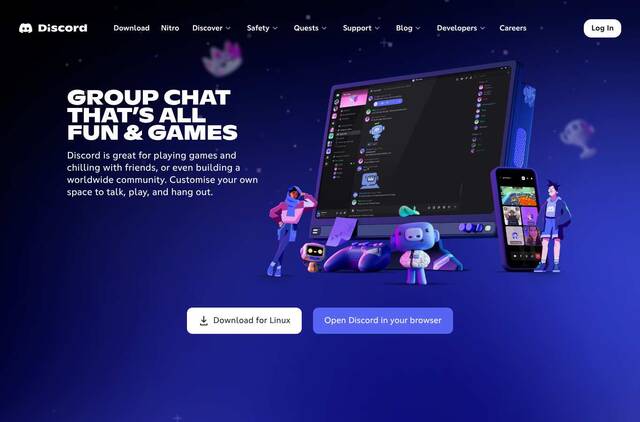 Discord
Download Nitro Discover Safety Quests Support Blog Developers Careers
Log In
GROUP CHAT
THAT'S ALL
FUN & GAMES
Discord is great for playing games and
chilling with friends, or even building a
worldwide community. Customise your own
space to talk, play, and hang out.
Download for Linux
Open Discord in your browser